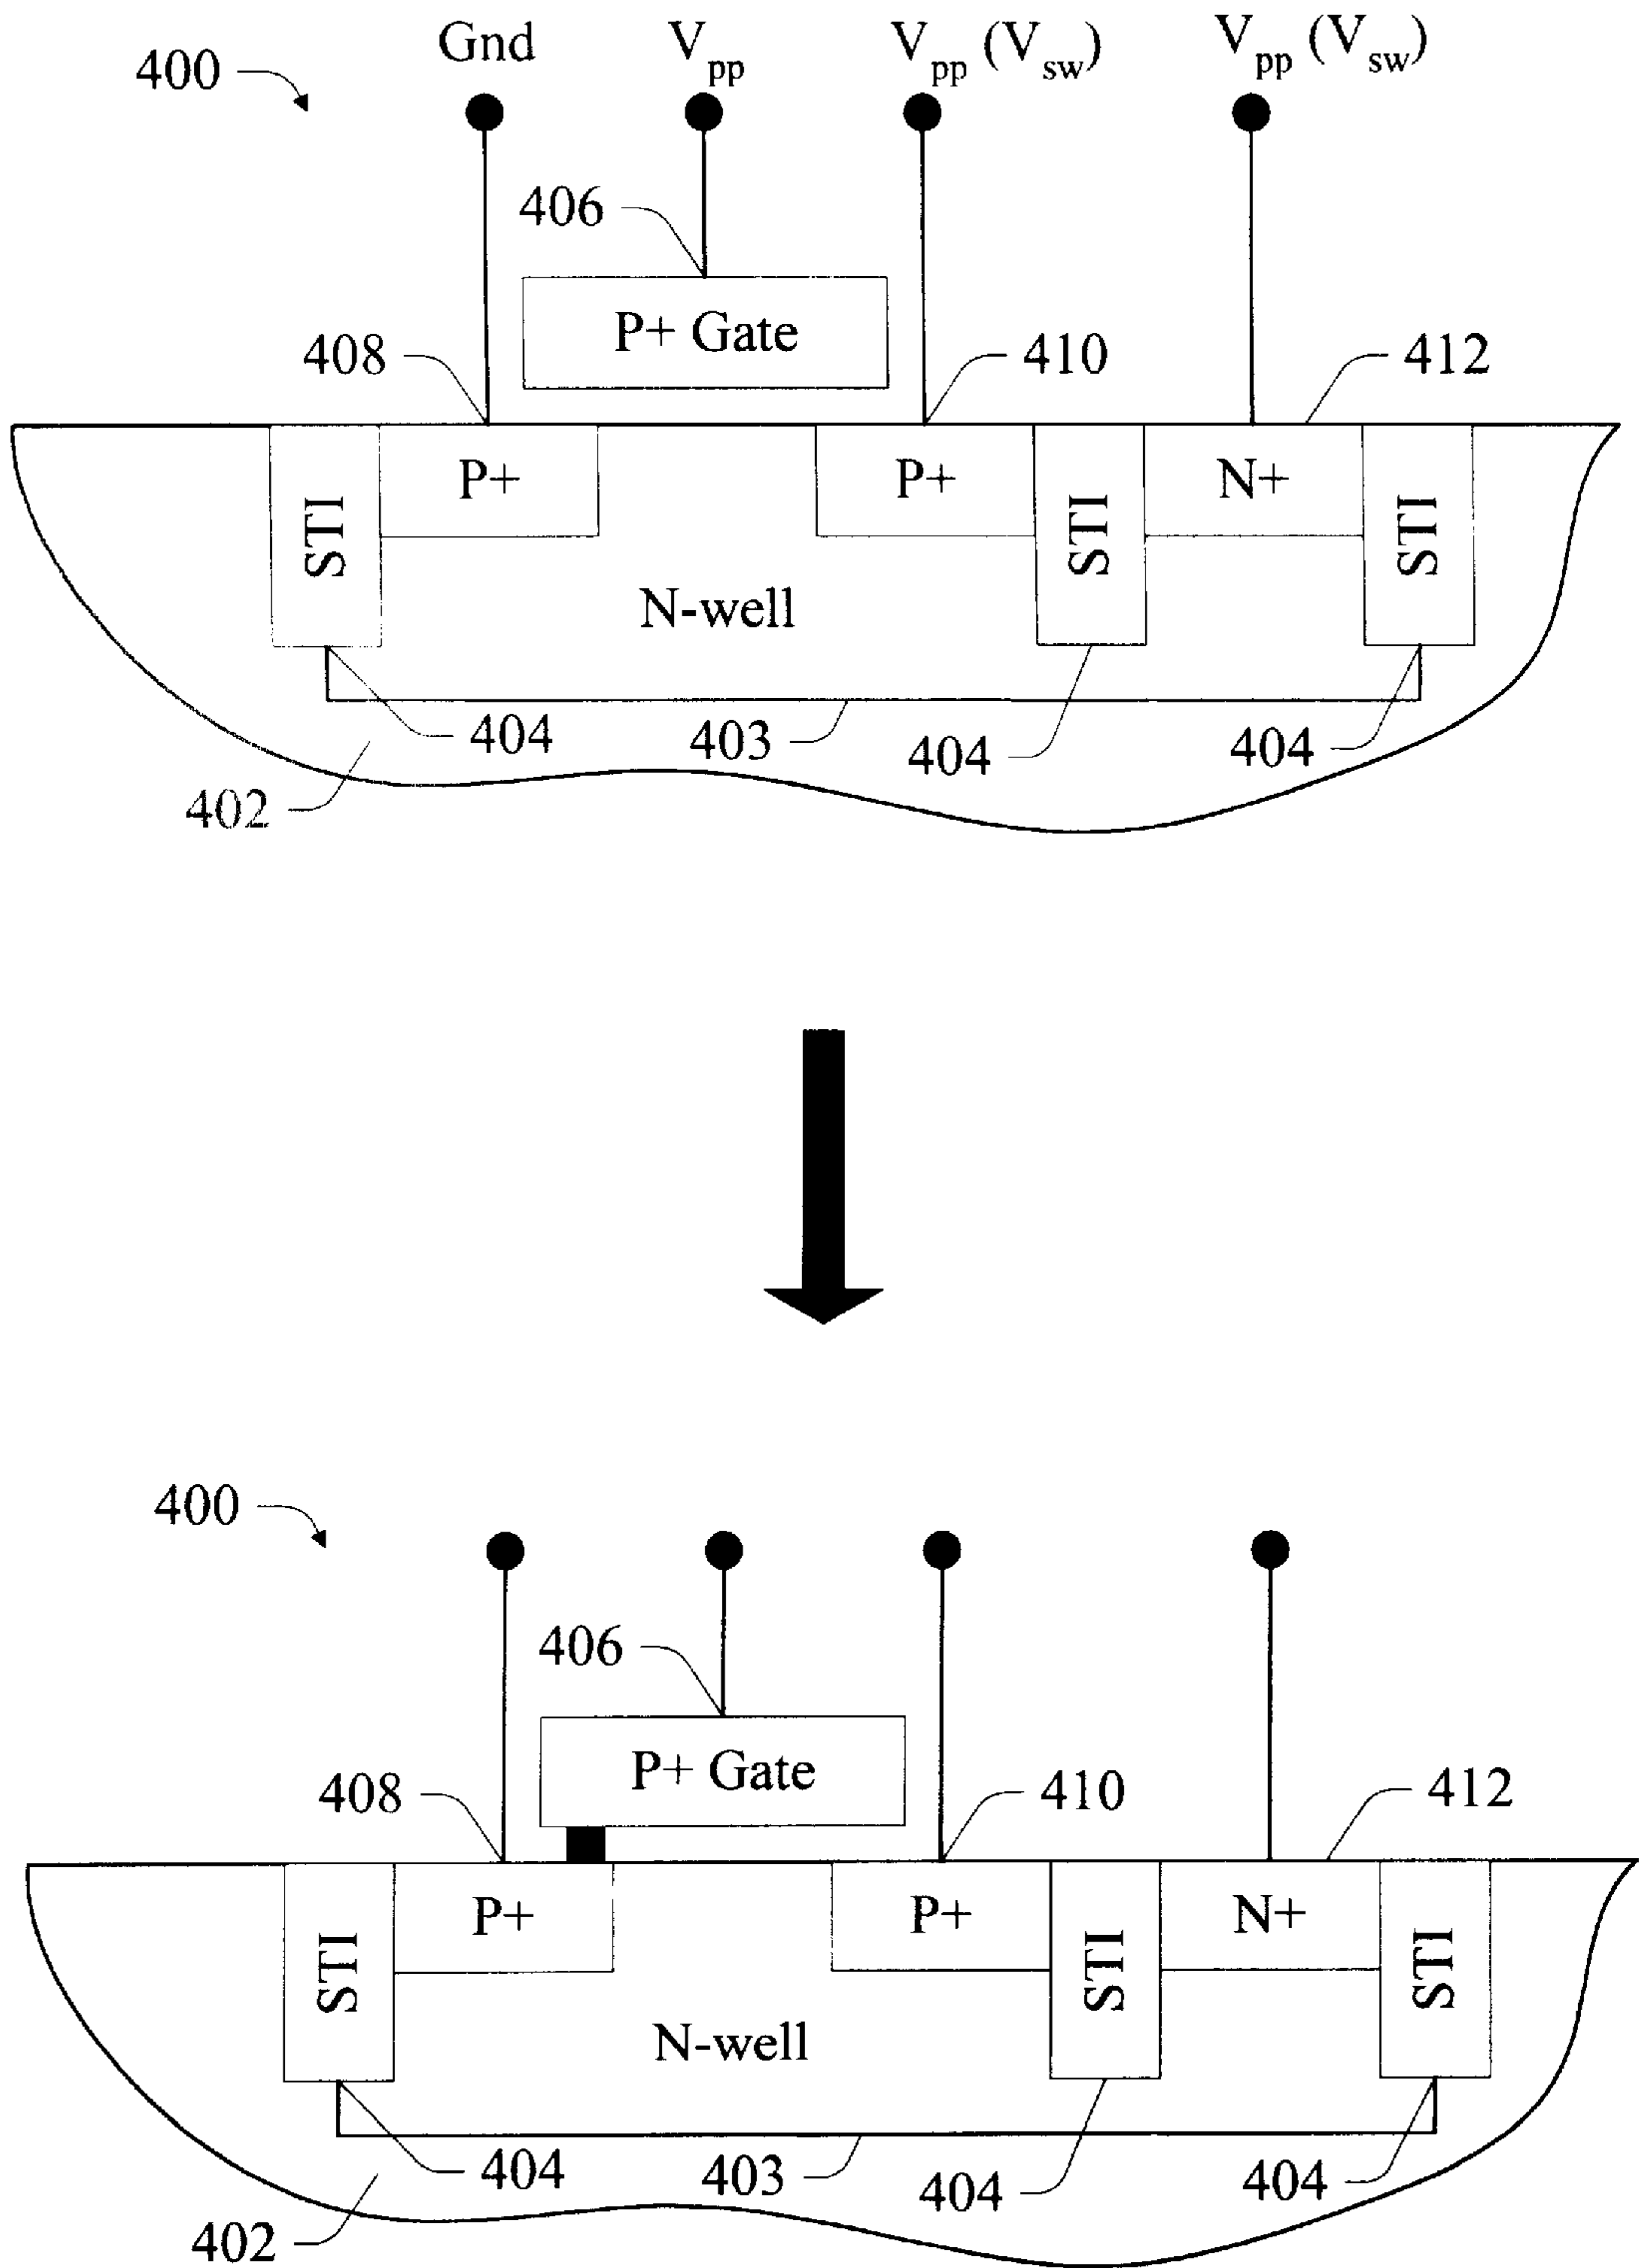 Gnd
Vpp
Vpp (Vsw)
Vpp (Vsw)
400
406
P+ Gate
408
410
412
STI
P+
P+
STI
N+
STI
N-well
404
403
404
404
402
400
406
P+ Gate
408
410
412
STI
P+
P+
STI
N+
STI
N-well
404
403
404
404
402